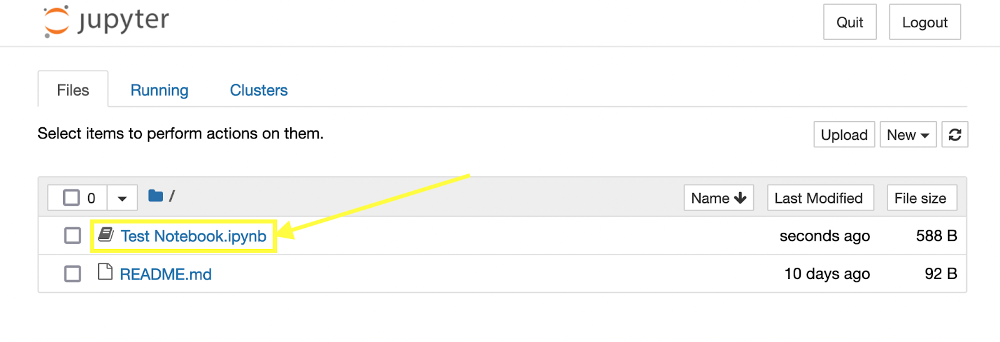 jupyter
Quit
Logout
Files
Running
Clusters
Select items to perform actions on them.
Upload
New
0
/
Name
Last Modified
File size
Test Notebook.ipynb
seconds ago
588 B
README.md
10 days ago
92 B